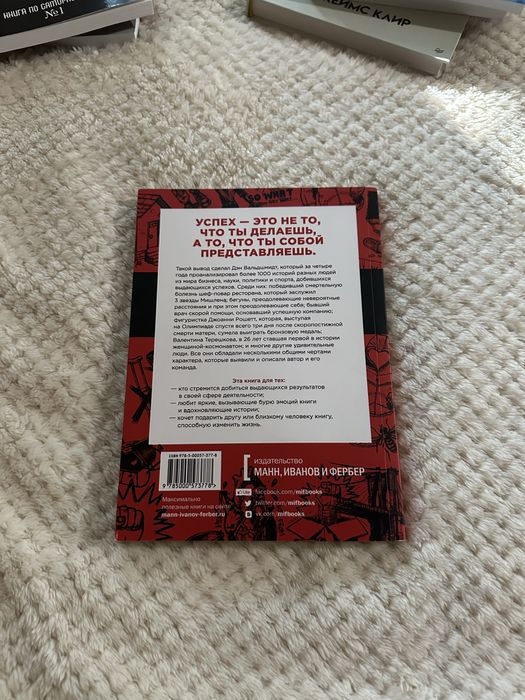 КНИГА ПО САМОРАЗ
№1
ЕЙМС КЛИР
SO WHAT
УСПЕХ — ЭТО НЕ ТО,
ЧТО ТЫ ДЕЛАЕШЬ,
А ТО, ЧТО ТЫ СОБОЙ
ПРЕДСТАВЛЯЕШЬ.
Такой вывод сделал Дэн Вальдшмидт, который за четыре
года проанализировал более 1000 историй разных людей
из мира бизнеса, науки, политики и спорта, добившихся
выдающихся успехов. Среди них: победивший смертельную
болезнь шеф-повар ресторана, который заслужил
3 звезды Мишлена; бегуны, преодолевающие невероятные
расстояния и при этом преодолевающие себя; бывший
врач скорой помощи, основавший успешную компанию;
фигуристка Джоанни Рошетт, которая, выступая
на Олимпиаде спустя всего три дня после скоропостижной
смерти матери, сумела выиграть бронзовую медаль;
Валентина Терешкова, в 26 лет ставшая первой в истории
женщиной-космонавтом; и многие другие удивительные
люди. Все они обладали несколькими общими чертами
характера, которые выявили и описали автор и его
команда.
Эта книга для тех:
— кто стремится добиться выдающихся результатов
в своей сфере деятельности;
— любит яркие, вызывающие бурю эмоций книги
и вдохновляющие истории;
— хочет подарить другу или близкому человеку книгу,
способную изменить жизнь.
ISBN 978-5-00057-377-8
9 785000 573778 >
Максимально
полезные книги на сайте
mann-ivanov-ferber.ru
ИЗДАТЕЛЬСТВО
МАНН, ИВАНОВ И ФЕРБЕР
Like facebook.com/mifbooks
twitter.com/mifbooks
vk.com/mifbooks